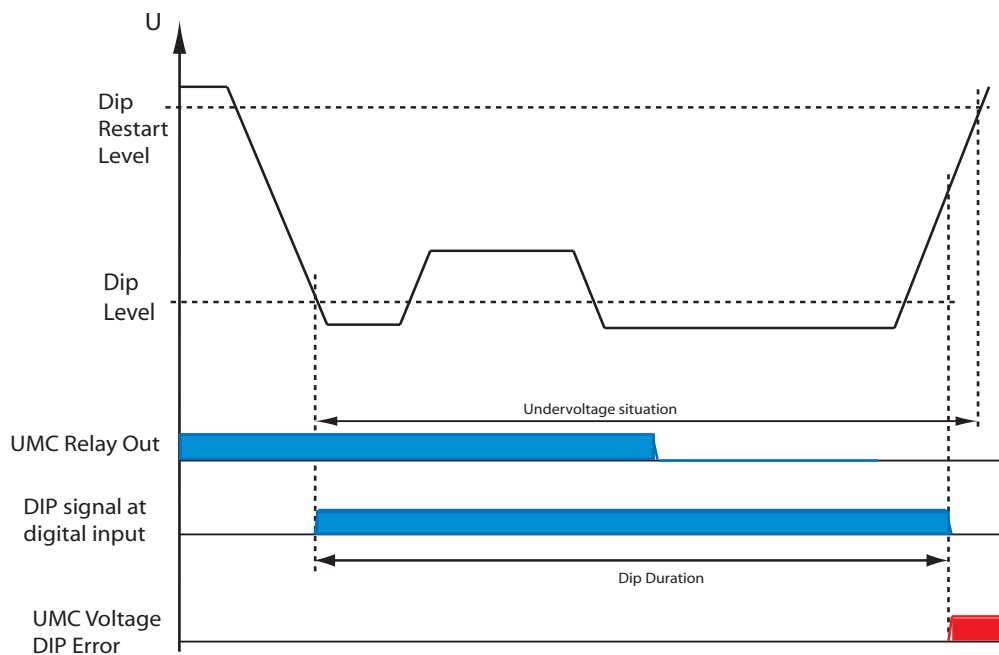 U
Dip
Restart
Level
Dip
Level
Undervoltage situation
UMC Relay Out
DIP signal at
digital input
Dip Duration
UMC Voltage
DIP Error